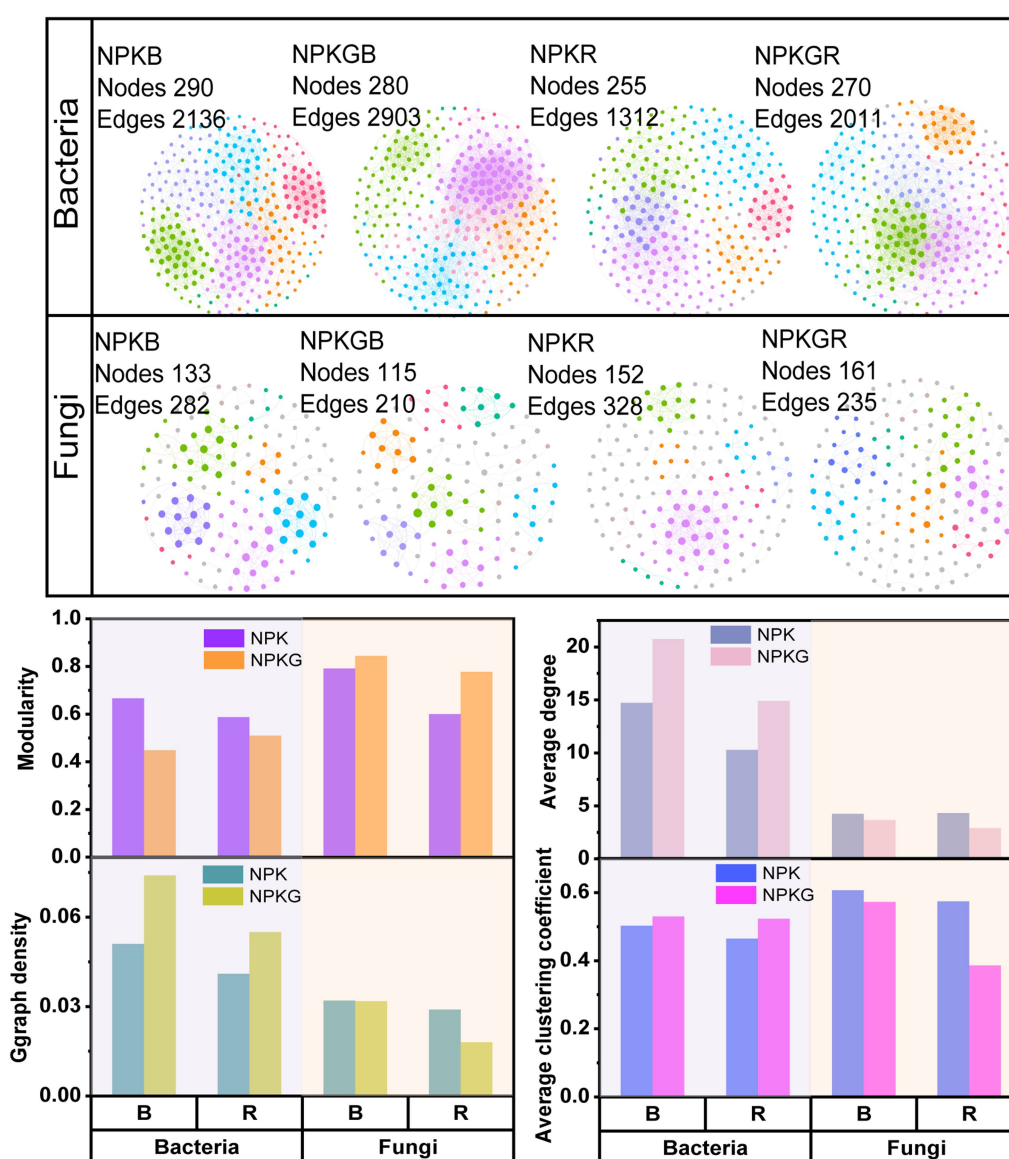 Bacteria
NPKB
Nodes 290
Edges 2136
NPKGB
Nodes 280
Edges 2903
NPKR
Nodes 255
Edges 1312
NPKGR
Nodes 270
Edges 2011
Fungi
NPKB
Nodes 133
Edges 282
NPKGB
Nodes 115
Edges 210
NPKR
Nodes 152
Edges 328
NPKGR
Nodes 161
Edges 235
Modularity
1.0
0.8
0.6
0.4
0.2
0.0
NPK
NPKG
Ggraph density
0.06
0.03
0.00
NPK
NPKG
B R B R
Bacteria Fungi
Average degree
20
15
10
5
0
NPK
NPKG
Average clustering coefficient
0.6
0.4
0.2
0.0
NPK
NPKG
B R B R
Bacteria Fungi